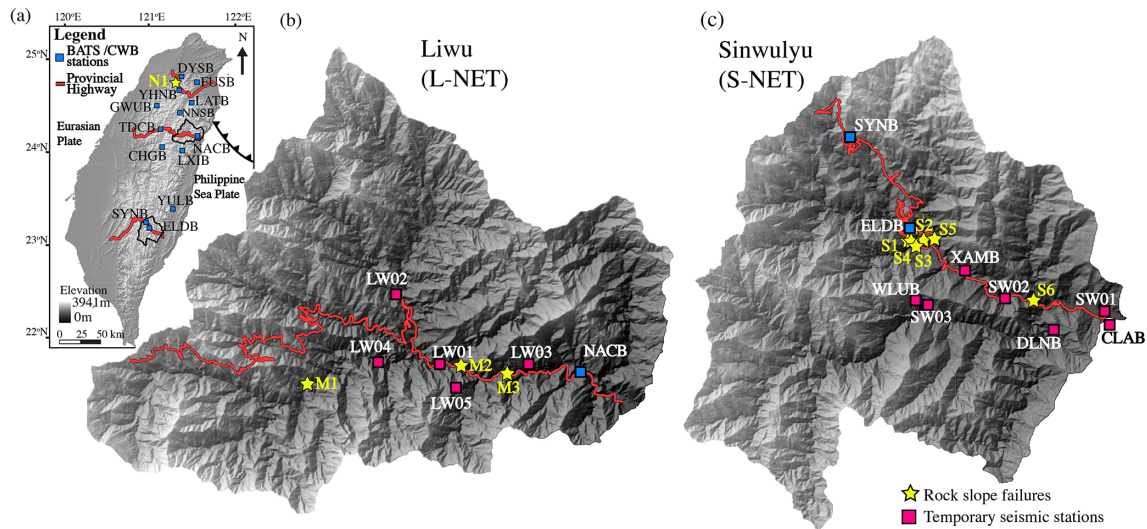 (a)
120°E
121°E
122°E
25°N
24°N
23°N
22°N
Legend
BATS /CWB
stations
Provincial
Highway
N
N1
DYSB
FUSB
YHNB
LATB
GWUB
NNSB
TDCB
NACB
CHGB
LXIB
YULB
SYNB
ELDB
Eurasian
Plate
Philippine
Sea Plate
Elevation
3941m
0m
0 25 50 km
(b)
Liwu
(L-NET)
LW02
LW04
LW01
M2
LW03
NACB
M1
M3
LW05
(c)
Sinwulyu
(S-NET)
SYNB
ELDB
S2
S5
S1
S4
S3
XAMB
WLUB
SW02
S6
SW01
SW03
DLNB
CLAB
Rock slope failures
Temporary seismic stations